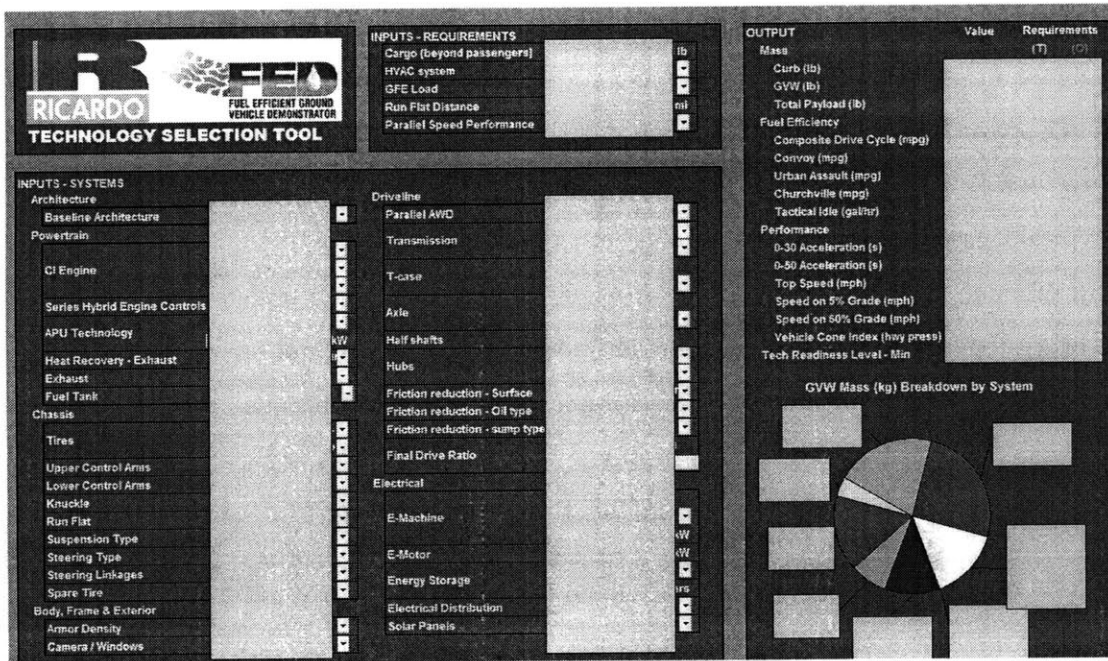 R
RICARDO
FED
FUEL EFFICIENT GROUND
VEHICLE DEMONSTRATOR
TECHNOLOGY SELECTION TOOL
INPUTS - REQUIREMENTS
Cargo (beyond passengers)
lb
HVAC system
GFE Load
Run Flat Distance
Parallel Speed Performance
INPUTS - SYSTEMS
Architecture
Baseline Architecture
Powertrain
CI Engine
Series Hybrid Engine Controls
APU Technology
kW
Heat Recovery - Exhaust
Exhaust
Fuel Tank
Chassis
Tires
Upper Control Arms
Lower Control Arms
Knuckle
Run Flat
Suspension Type
Steering Type
Steering Linkages
Spare Tire
Body, Frame & Exterior
Armor Density
Camera / Windows
Driveline
Parallel AWD
Transmission
T-case
Axle
Half shafts
Hubs
Friction reduction - Surface
Friction reduction - Oil type
Friction reduction - sump type
Final Drive Ratio
Electrical
E-Machine
kW
E-Motor
kW
Energy Storage
ers
Electrical Distribution
Solar Panels
OUTPUT Value Requirements
Mass (T) (O)
Curb (lb)
GVW (lb)
Total Payload (lb)
Fuel Efficiency
Composite Drive Cycle (mpg)
Convoy (mpg)
Urban Assault (mpg)
Churchville (mpg)
Tactical Idle (gal/hr)
Performance
0-30 Acceleration (s)
0-50 Acceleration (s)
Top Speed (mph)
Speed on 5% Grade (mph)
Speed on 60% Grade (mph)
Vehicle Cone Index (hwy press)
Tech Readiness Level - Min
GVW Mass (kg) Breakdown by System